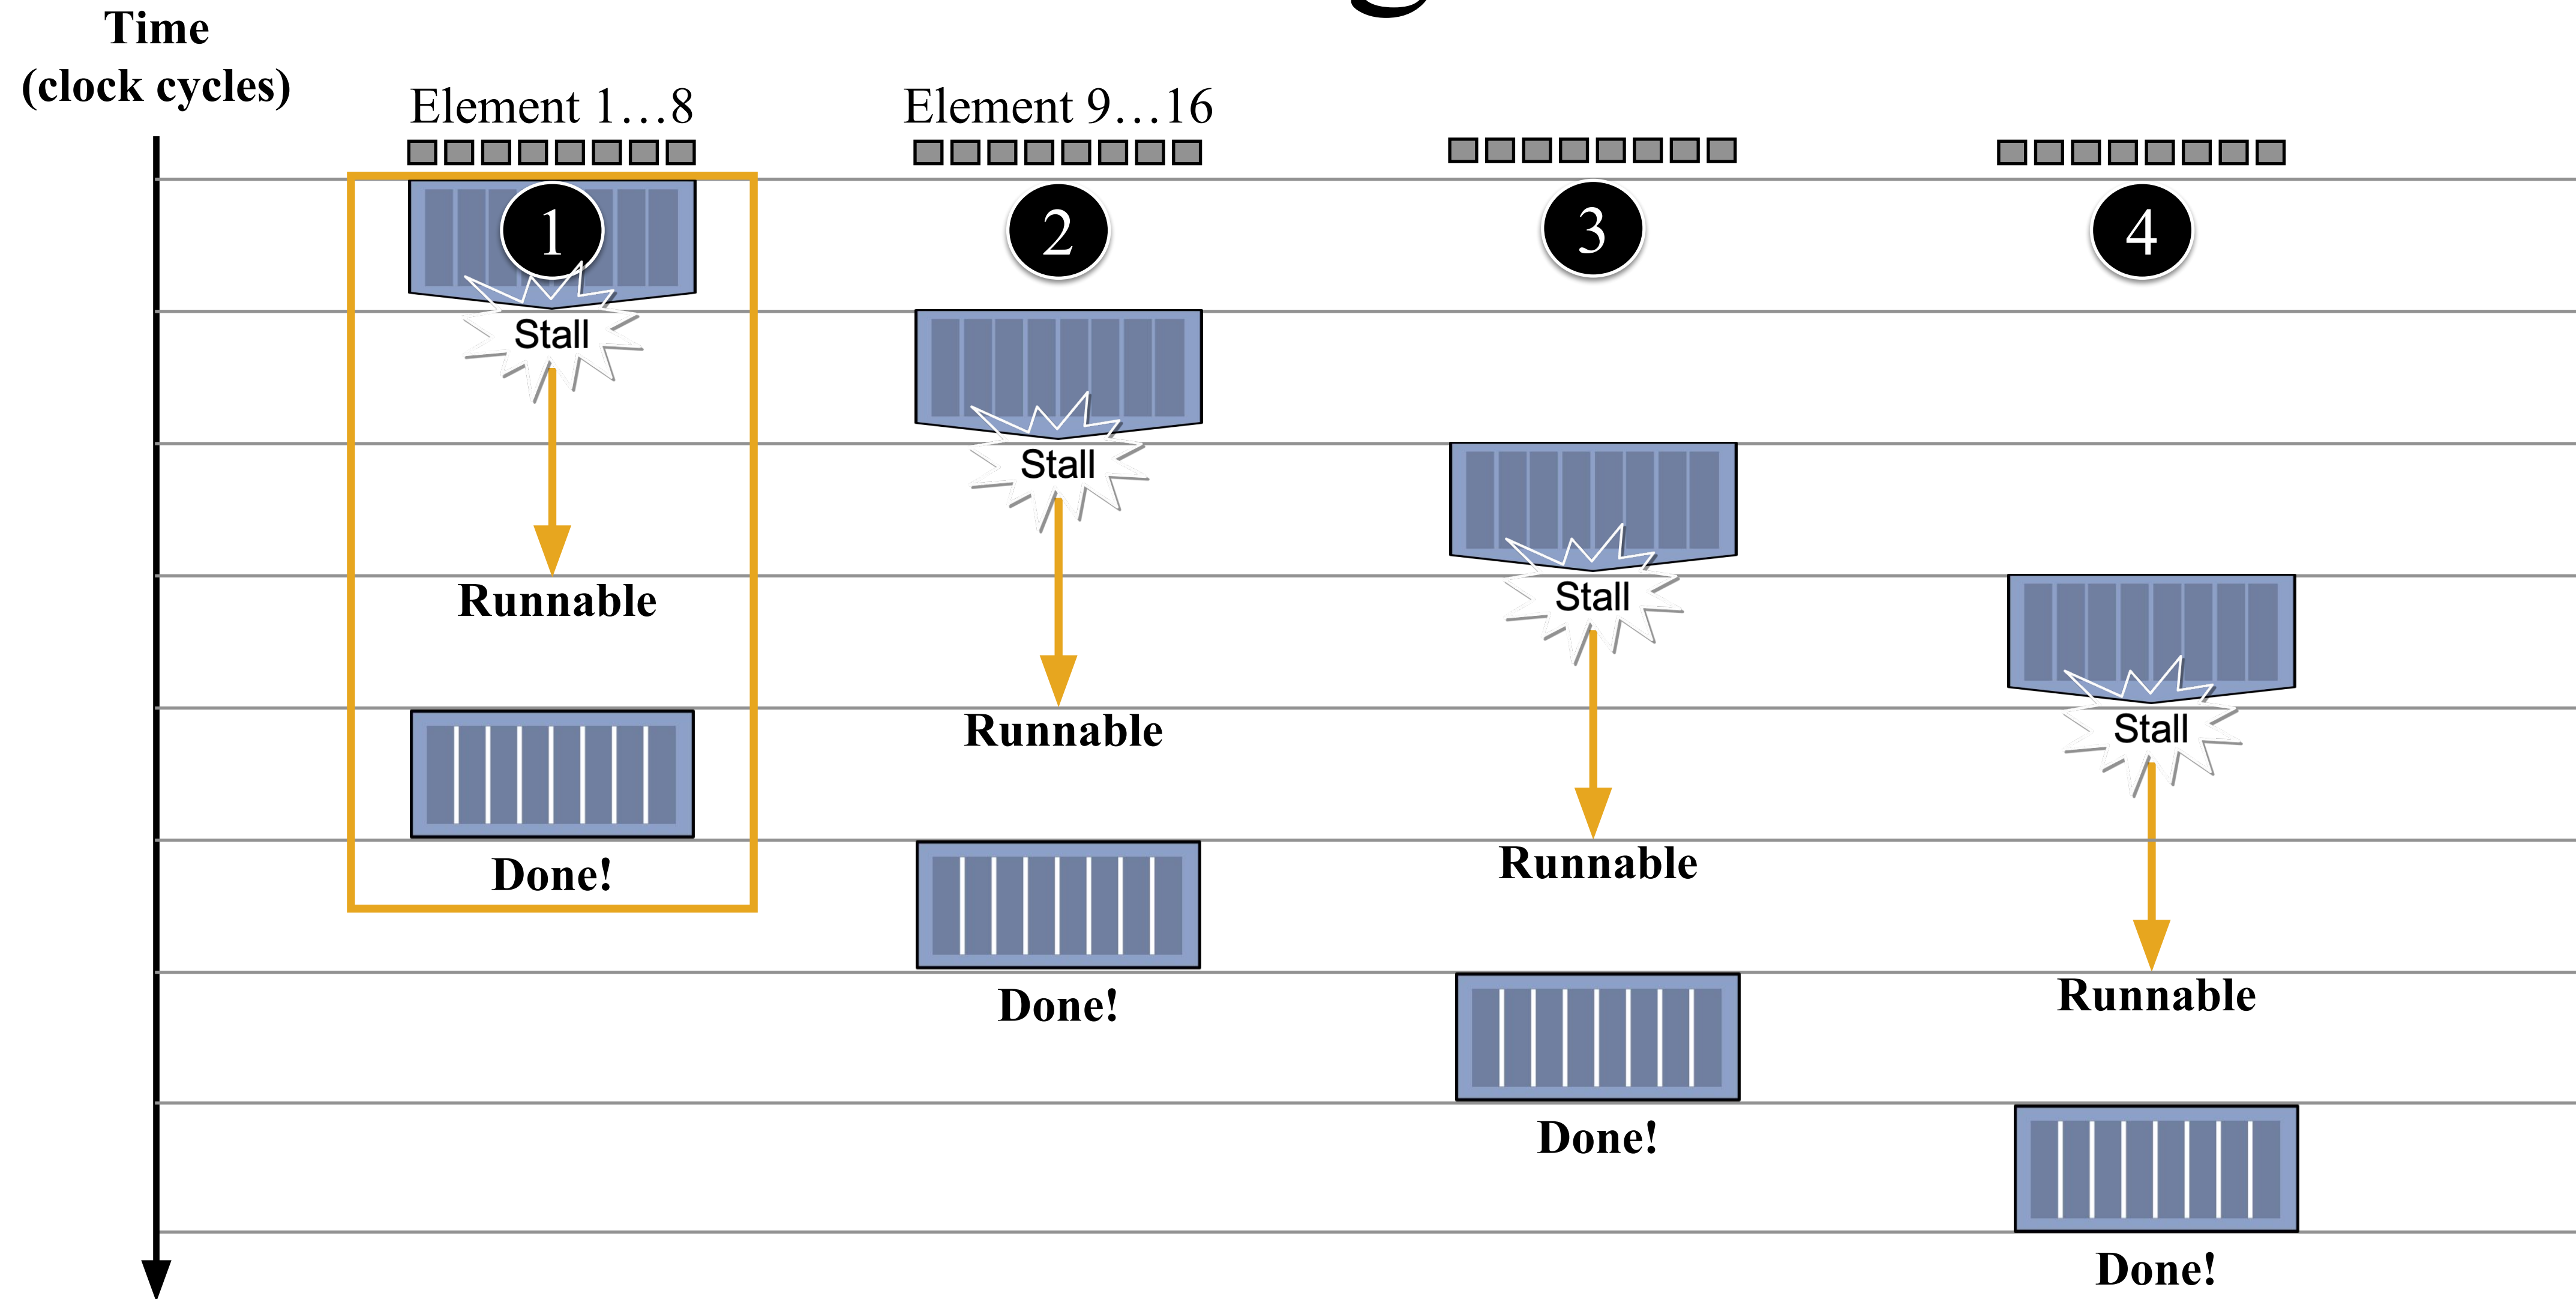 Time
(clock cycles)
Element 1…8
Element 9…16
1
2
3
4
Stall
Stall
Stall
Runnable
Stall
Runnable
Done!
Runnable
Done!
Runnable
Done!
Done!